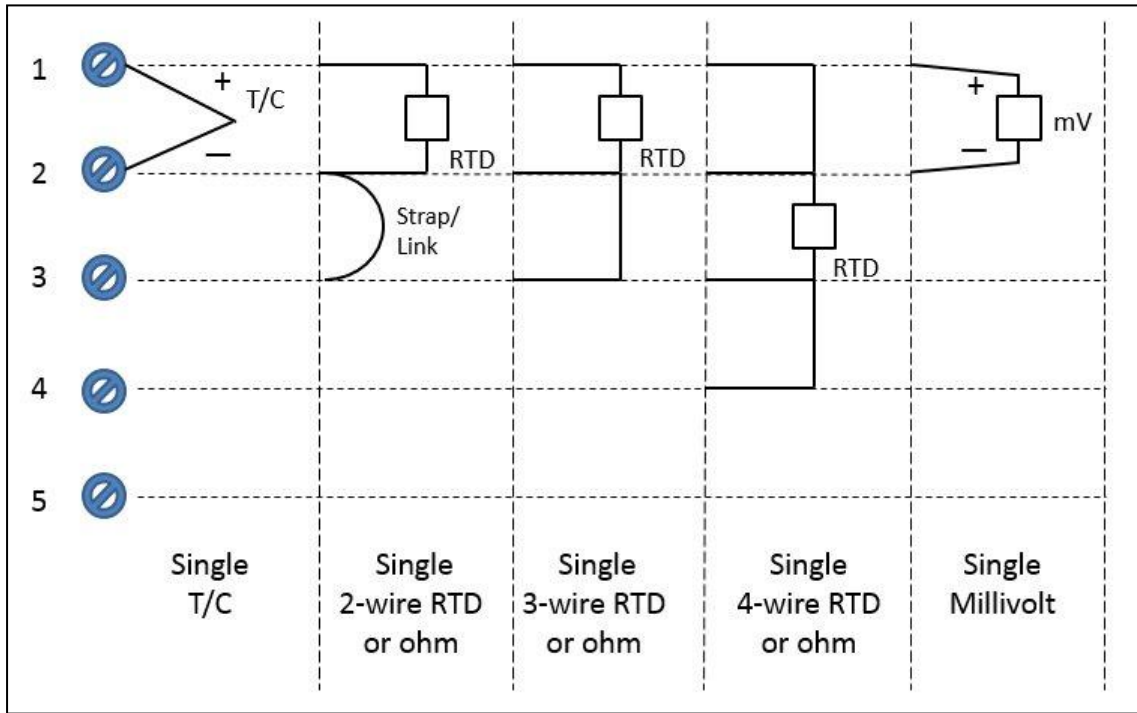 1
+
T/C
−
2
RTD
Strap/
Link
RTD
RTD
+
−
mV
3
4
5
Single
T/C
Single
2-wire RTD
or ohm
Single
3-wire RTD
or ohm
Single
4-wire RTD
or ohm
Single
Millivolt